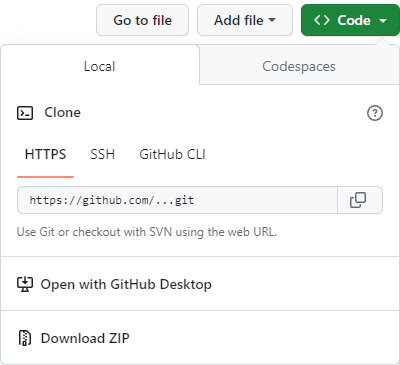 Go to file
Add file
<> Code
Local
Codespaces
Clone
HTTPS
SSH
GitHub CLI
https://github.com/...git
Use Git or checkout with SVN using the web URL.
Open with GitHub Desktop
Download ZIP